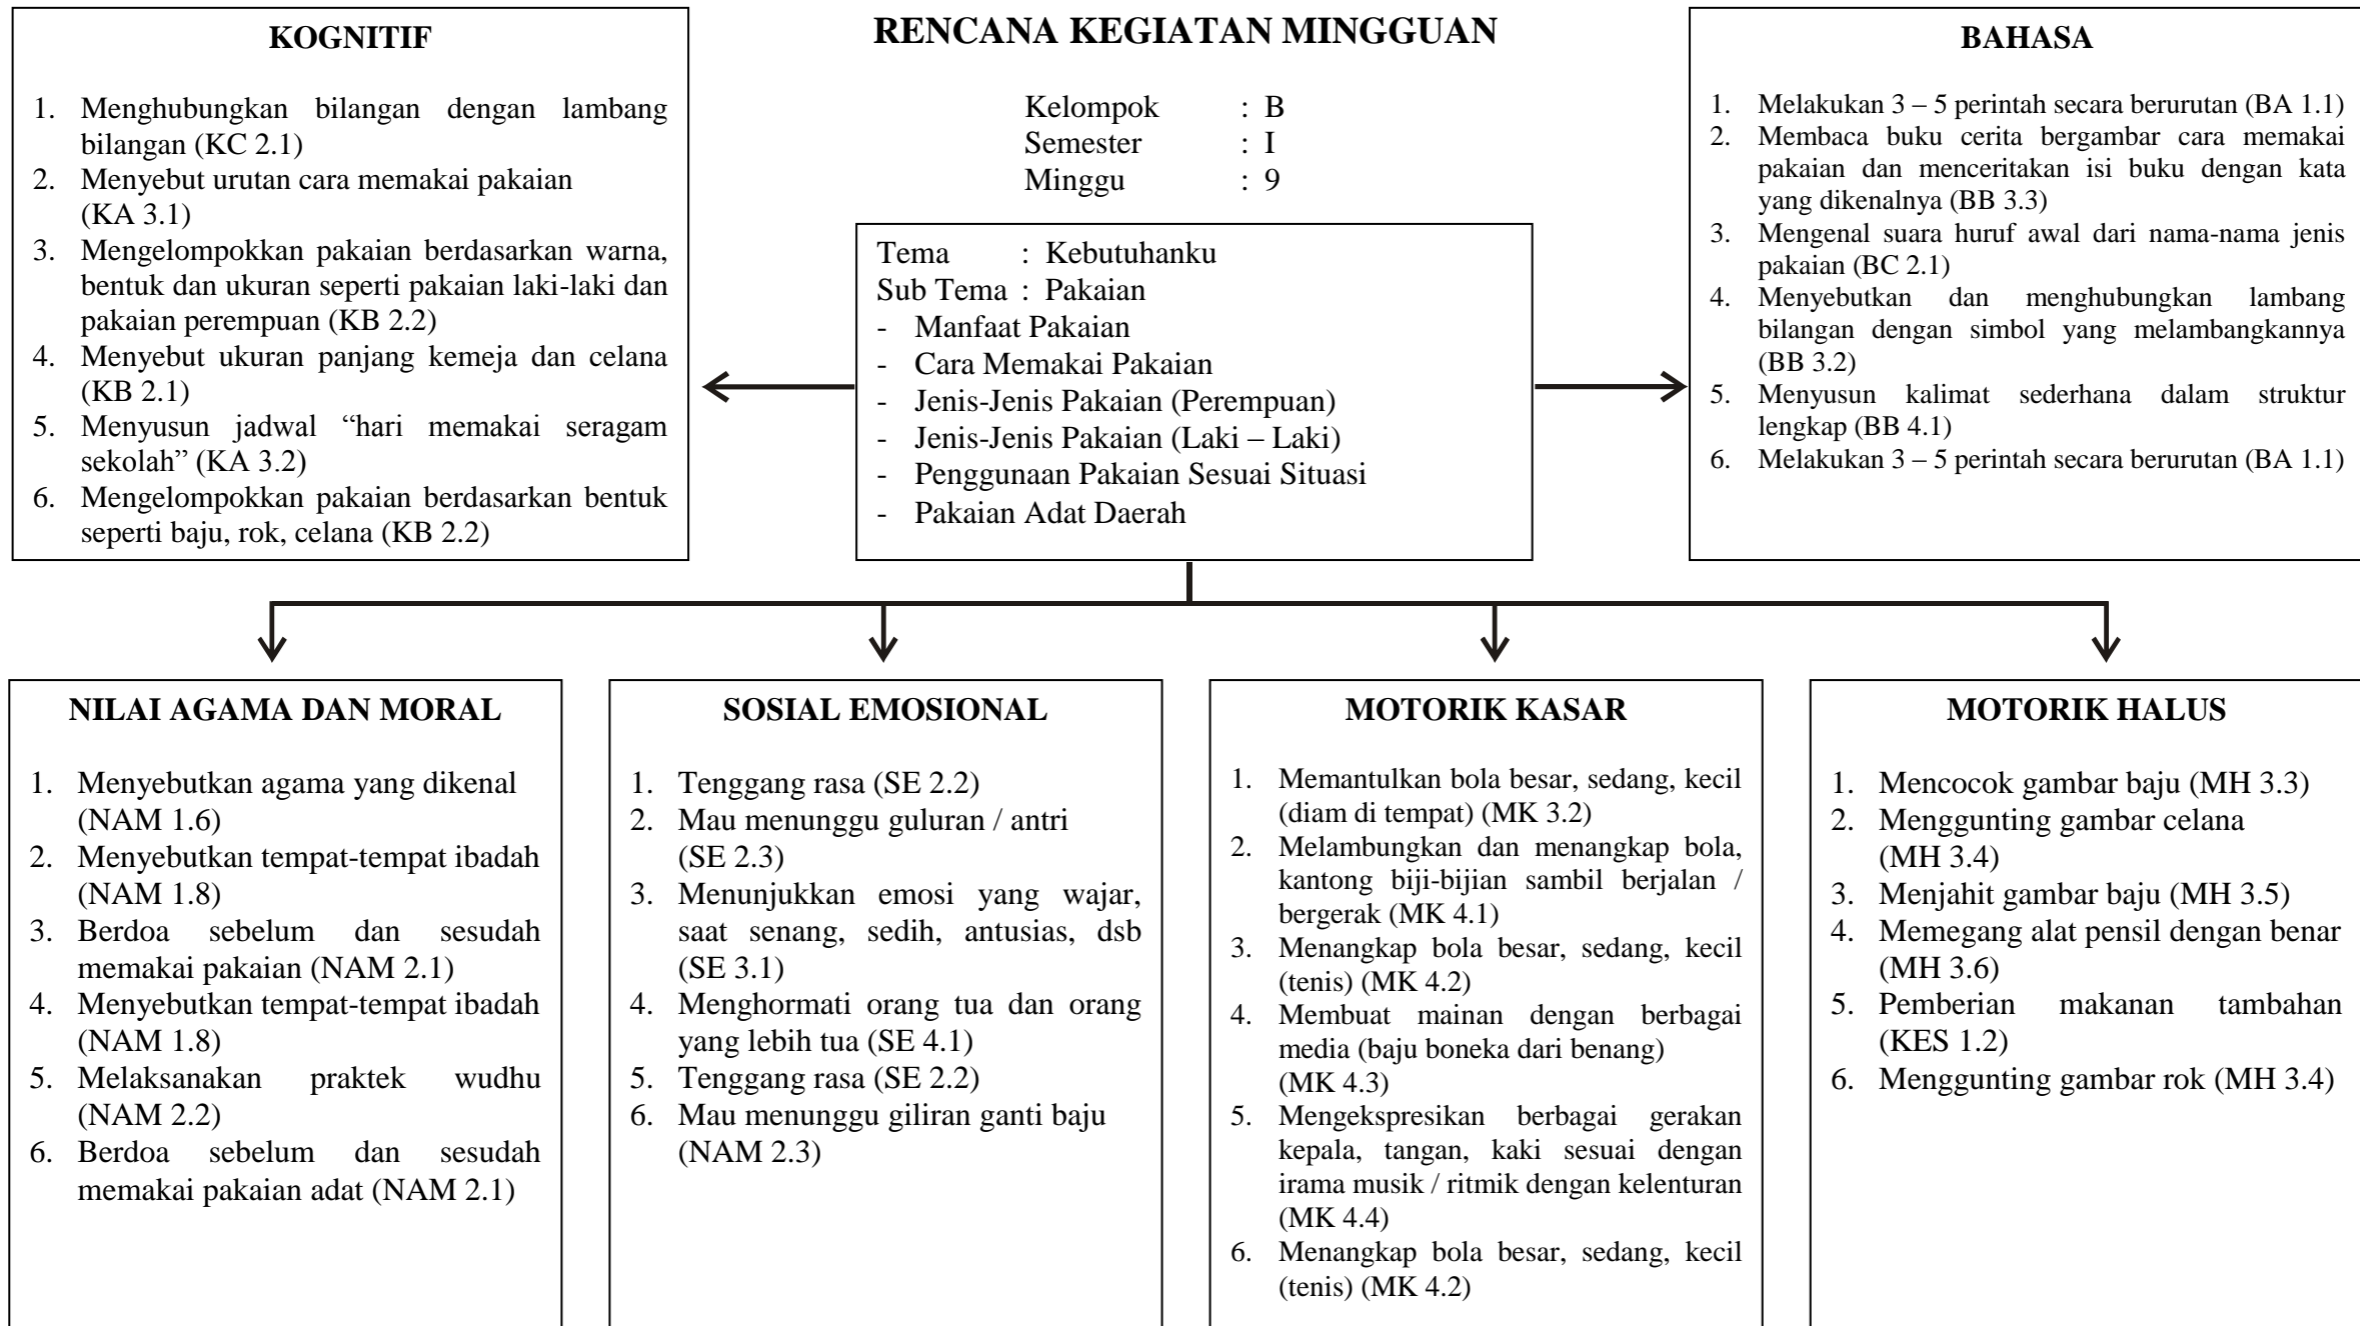 KOGNITIF
1. Menghubungkan bilangan dengan lambang
bilangan (KC 2.1)
2. Menyebut urutan cara memakai pakaian
(KA 3.1)
3. Mengelompokkan pakaian berdasarkan warna,
bentuk dan ukuran seperti pakaian laki-laki dan
pakaian perempuan (KB 2.2)
4. Menyebut ukuran panjang kemeja dan celana
(KB 2.1)
5. Menyusun jadwal “hari memakai seragam
sekolah” (KA 3.2)
6. Mengelompokkan pakaian berdasarkan bentuk
seperti baju, rok, celana (KB 2.2)
RENCANA KEGIATAN MINGGUAN
Kelompok : B
Semester : I
Minggu : 9
Tema : Kebutuhanku
Sub Tema : Pakaian
- Manfaat Pakaian
- Cara Memakai Pakaian
- Jenis-Jenis Pakaian (Perempuan)
- Jenis-Jenis Pakaian (Laki – Laki)
- Penggunaan Pakaian Sesuai Situasi
- Pakaian Adat Daerah
BAHASA
1. Melakukan 3 – 5 perintah secara berurutan (BA 1.1)
2. Membaca buku cerita bergambar cara memakai
pakaian dan menceritakan isi buku dengan kata
yang dikenalnya (BB 3.3)
3. Mengenal suara huruf awal dari nama-nama jenis
pakaian (BC 2.1)
4. Menyebutkan dan menghubungkan lambang
bilangan dengan simbol yang melambangkannya
(BB 3.2)
5. Menyusun kalimat sederhana dalam struktur
lengkap (BB 4.1)
6. Melakukan 3 – 5 perintah secara berurutan (BA 1.1)
NILAI AGAMA DAN MORAL
1. Menyebutkan agama yang dikenal
(NAM 1.6)
2. Menyebutkan tempat-tempat ibadah
(NAM 1.8)
3. Berdoa sebelum dan sesudah
memakai pakaian (NAM 2.1)
4. Menyebutkan tempat-tempat ibadah
(NAM 1.8)
5. Melaksanakan praktek wudhu
(NAM 2.2)
6. Berdoa sebelum dan sesudah
memakai pakaian adat (NAM 2.1)
SOSIAL EMOSIONAL
1. Tenggang rasa (SE 2.2)
2. Mau menunggu guluran / antri
(SE 2.3)
3. Menunjukkan emosi yang wajar,
saat senang, sedih, antusias, dsb
(SE 3.1)
4. Menghormati orang tua dan orang
yang lebih tua (SE 4.1)
5. Tenggang rasa (SE 2.2)
6. Mau menunggu giliran ganti baju
(NAM 2.3)
MOTORIK KASAR
1. Memantulkan bola besar, sedang, kecil
(diam di tempat) (MK 3.2)
2. Melambungkan dan menangkap bola,
kantong biji-bijian sambil berjalan /
bergerak (MK 4.1)
3. Menangkap bola besar, sedang, kecil
(tenis) (MK 4.2)
4. Membuat mainan dengan berbagai
media (baju boneka dari benang)
(MK 4.3)
5. Mengekspresikan berbagai gerakan
kepala, tangan, kaki sesuai dengan
irama musik / ritmik dengan kelenturan
(MK 4.4)
6. Menangkap bola besar, sedang, kecil
(tenis) (MK 4.2)
MOTORIK HALUS
1. Mencocok gambar baju (MH 3.3)
2. Menggunting gambar celana
(MH 3.4)
3. Menjahit gambar baju (MH 3.5)
4. Memegang alat pensil dengan benar
(MH 3.6)
5. Pemberian makanan tambahan
(KES 1.2)
6. Menggunting gambar rok (MH 3.4)